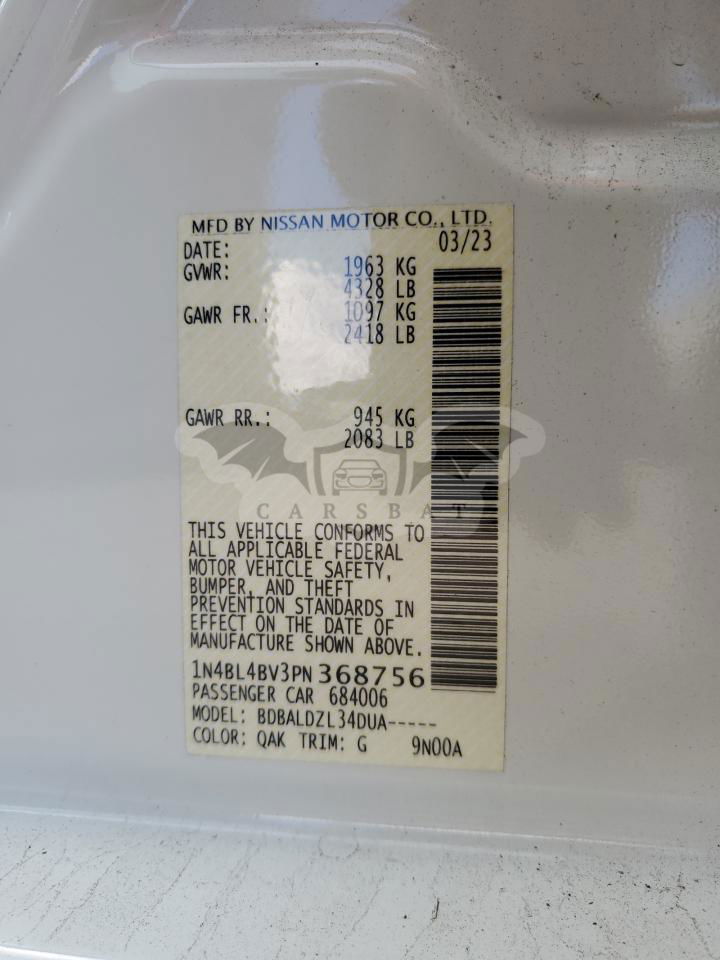 MFD BY NISSAN MOTOR CO., LTD.
DATE: 03/23
GVWR: 1963 KG
4328 LB
GAWR FR.: 1097 KG
2418 LB
GAWR RR.: 945 KG
2083 LB
CARSBAT
THIS VEHICLE CONFORMS TO
ALL APPLICABLE FEDERAL
MOTOR VEHICLE SAFETY,
BUMPER, AND THEFT
PREVENTION STANDARDS IN
EFFECT ON THE DATE OF
MANUFACTURE SHOWN ABOVE.
1N4BL4BV3PN368756
PASSENGER CAR 684006
MODEL: BDBALDZL34DUA-----
COLOR: QAK TRIM: G 9N00A